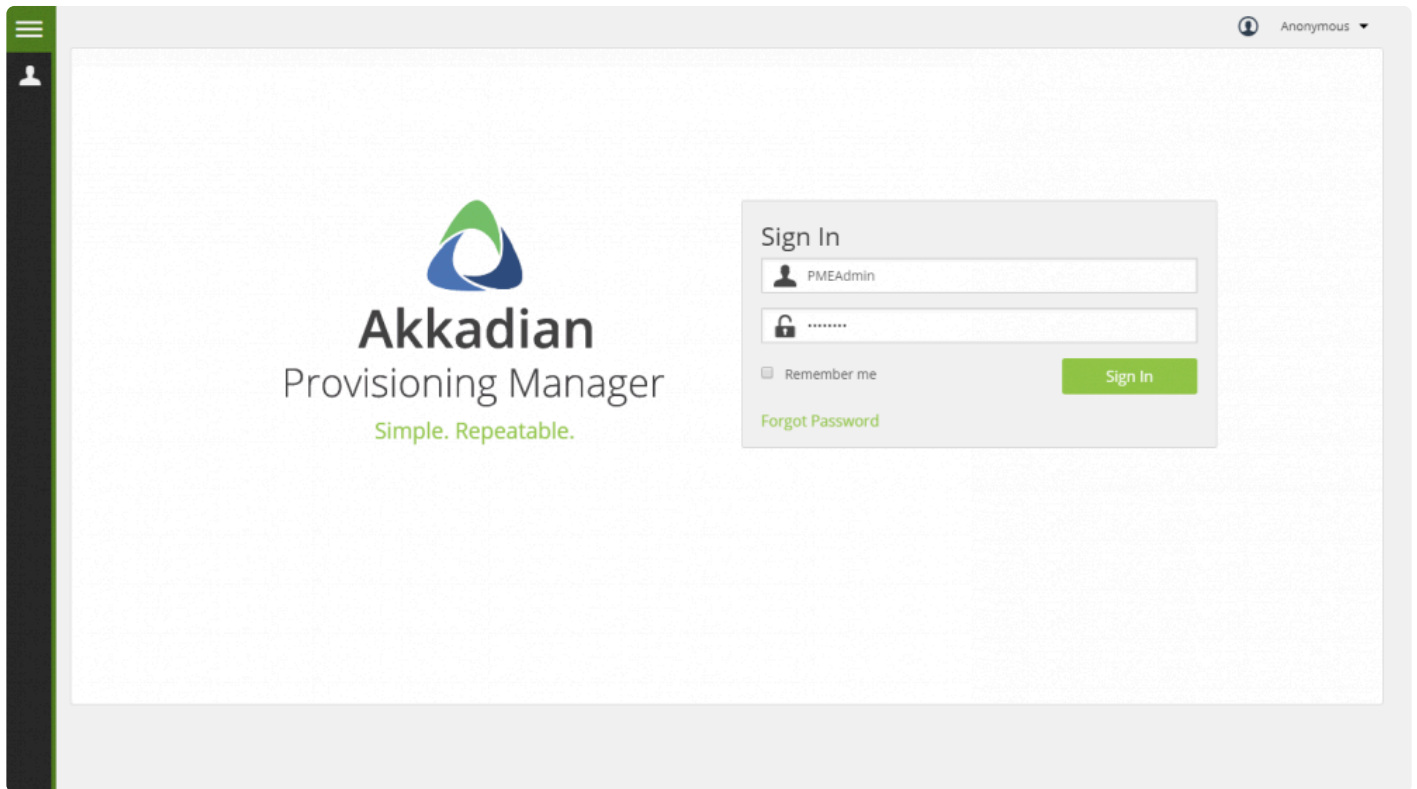 Anonymous
Akkadian
Provisioning Manager
Simple. Repeatable.
Sign In
PMEAdmin
........
Remember me
Sign In
Forgot Password